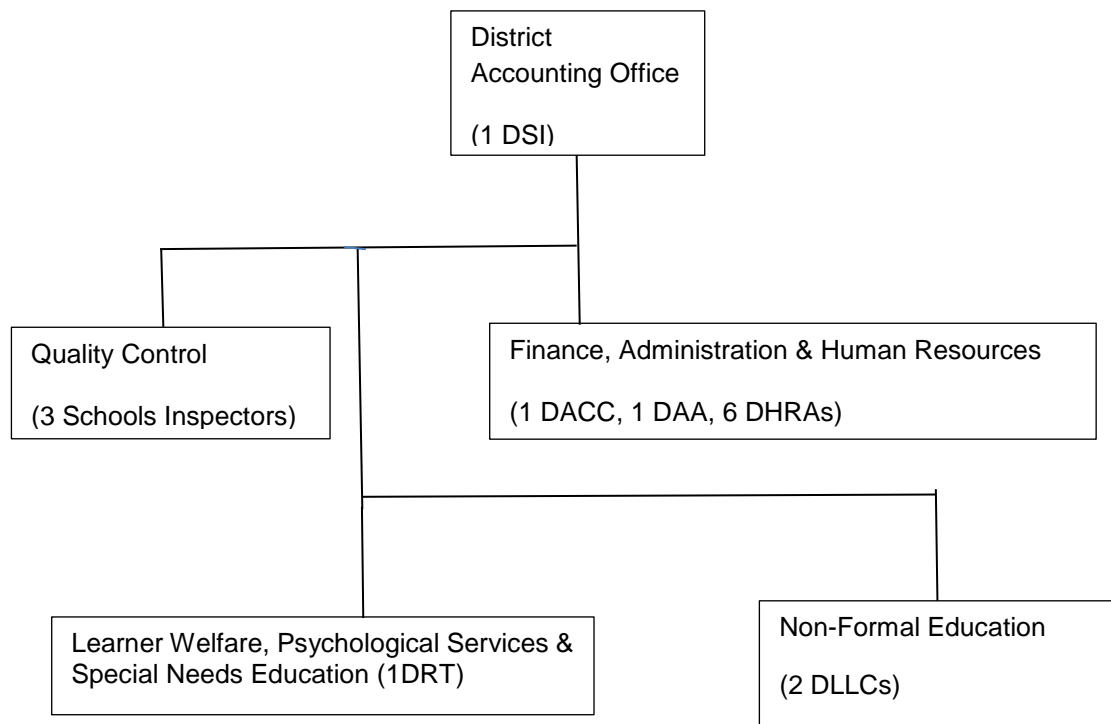 District
Accounting Office
(1 DSI)
Quality Control
(3 Schools Inspectors)
Finance, Administration & Human Resources
(1 DACC, 1 DAA, 6 DHRAs)
Learner Welfare, Psychological Services &
Special Needs Education (1DRT)
Non-Formal Education
(2 DLLCs)